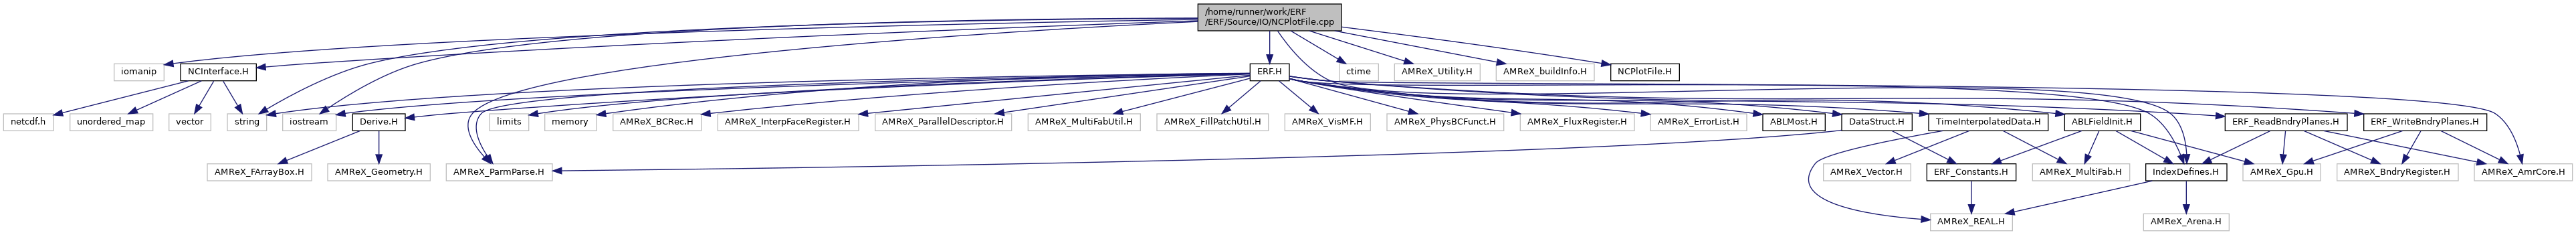 /home/runner/work/ERF
/ERF/Source/IO/NCPlotFile.cpp
iomanip
NCInterface.H
ERF.H
ctime
AMReX_Utility.H
AMReX_buildInfo.H
NCPlotFile.H
netcdf.h
unordered_map
vector
string
iostream
Derive.H
limits
memory
AMReX_BCRec.H
AMReX_InterpFaceRegister.H
AMReX_ParallelDescriptor.H
AMReX_MultiFabUtil.H
AMReX_FillPatchUtil.H
AMReX_VisMF.H
AMReX_PhysBCFunct.H
AMReX_FluxRegister.H
AMReX_ErrorList.H
ABLMost.H
DataStruct.H
TimeInterpolatedData.H
ABLFieldInit.H
ERF_ReadBndryPlanes.H
ERF_WriteBndryPlanes.H
AMReX_FArrayBox.H
AMReX_Geometry.H
AMReX_ParmParse.H
AMReX_Vector.H
ERF_Constants.H
AMReX_MultiFab.H
IndexDefines.H
AMReX_Gpu.H
AMReX_BndryRegister.H
AMReX_AmrCore.H
AMReX_REAL.H
AMReX_Arena.H